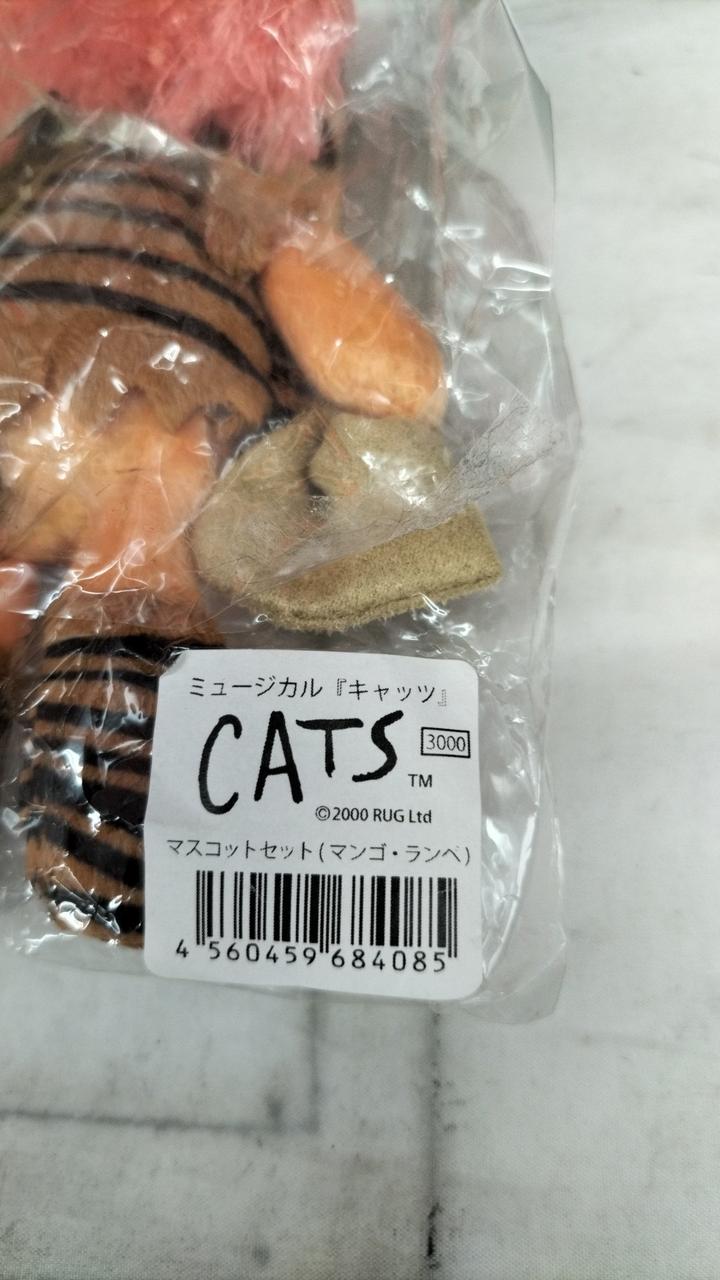 ミュージカル『キャッツ』
CATS ™ 3000
©2000 RUG Ltd
マスコットセット(マンゴ・ランペ)
4 560459 684085